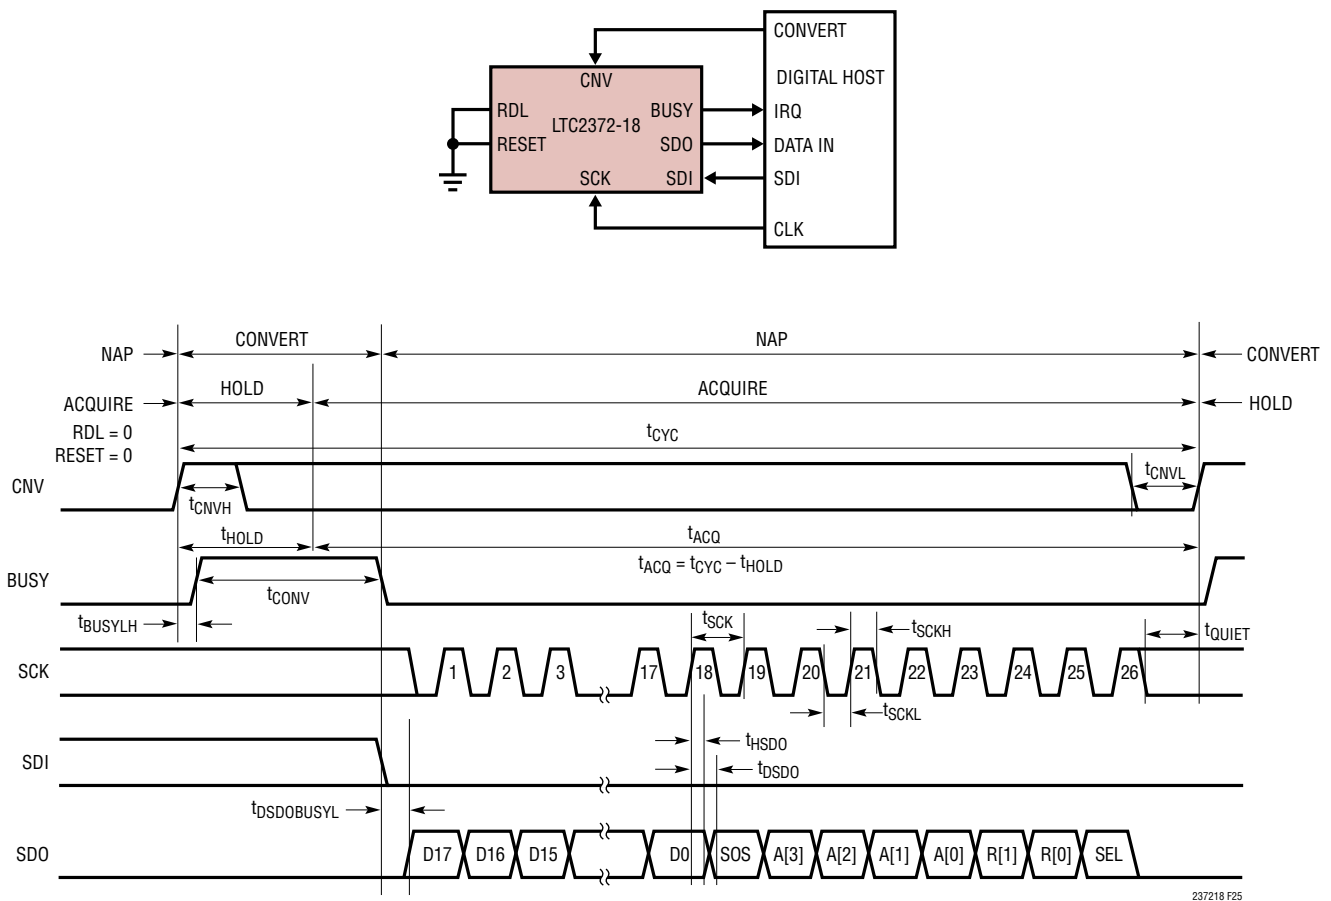 CONVERT
CNV
DIGITAL HOST
RDL
BUSY
IRQ
LTC2372-18
RESET
SDO
DATA IN
SCK
SDI
SDI
CLK
CONVERT
NAP
NAP
CONVERT
HOLD
ACQUIRE
ACQUIRE
HOLD
RDL = 0
RESET = 0
tCYC
CNV
tCNVH
tCNVL
tHOLD
tACQ
tACQ = tCYC – tHOLD
BUSY
tCONV
tBUSYLH
tSCK
tSCKH
tQUIET
SCK
1
2
3
17
18
19
20
21
22
23
24
25
26
tSCKL
tHSDO
SDI
tDSDO
tDSDOBUSYL
SDO
D17
D16
D15
D0
SOS
A[3]
A[2]
A[1]
A[0]
R[1]
R[0]
SEL
237218 F25